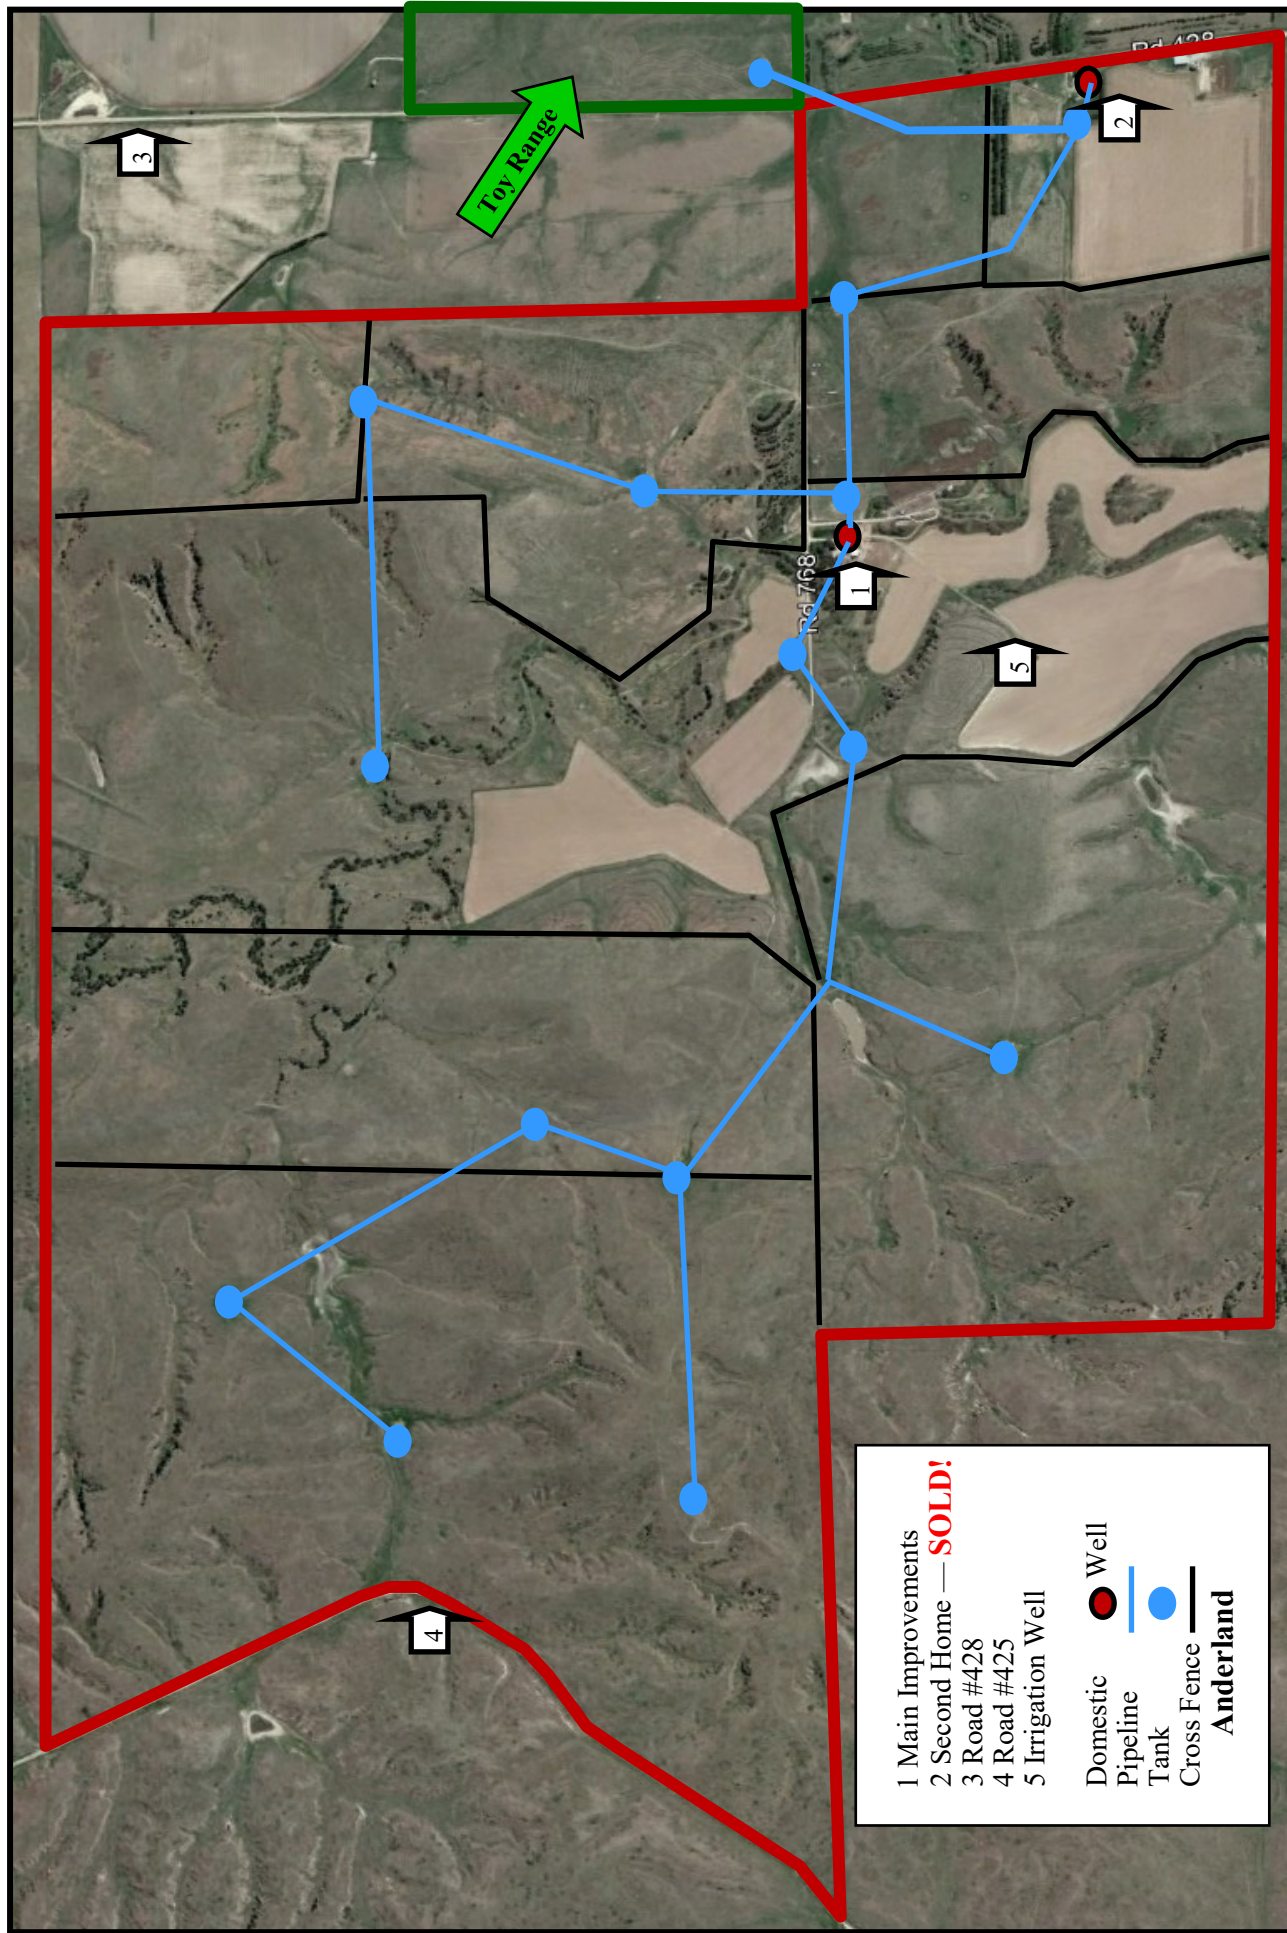 Rd 428
Toy Range
3
2
Rd 768
1
5
4
1 Main Improvements
2 Second Home — SOLD!
3 Road #428
4 Road #425
5 Irrigation Well
Domestic Well
Pipeline
Tank
Cross Fence
Anderland